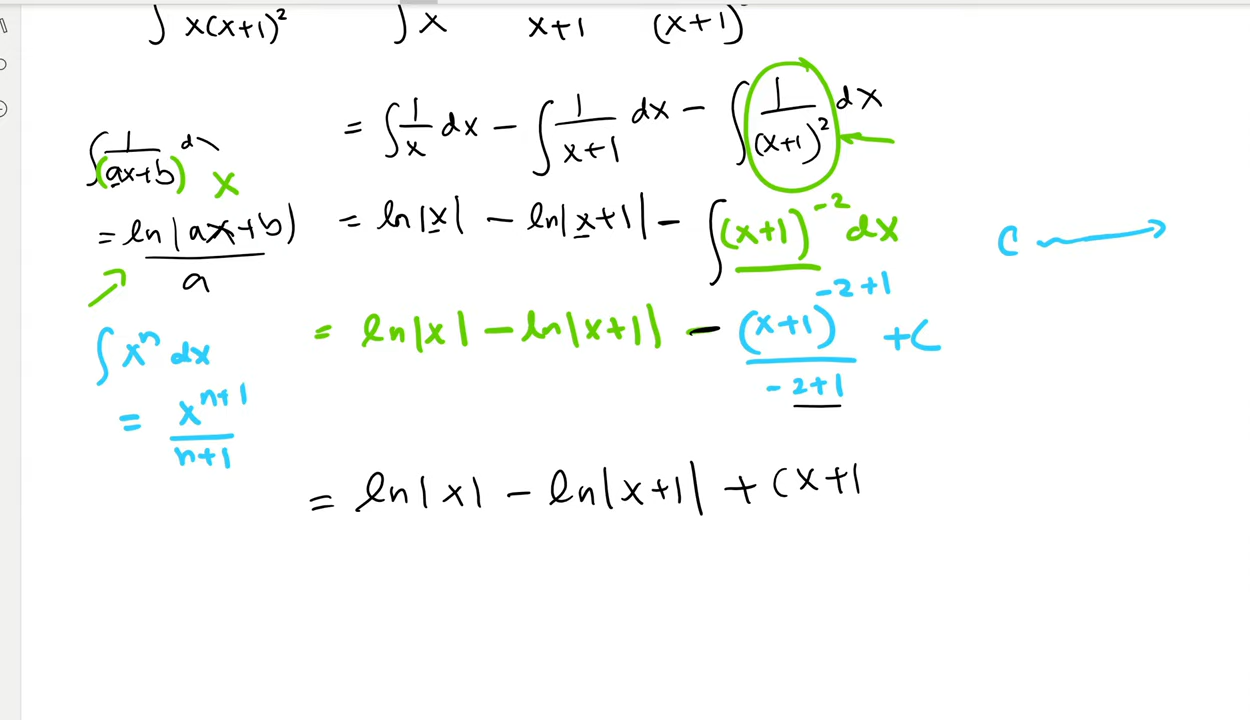 ∫ x(x+1)² ∫ x x+1 (x+1)²
= ∫ 1/x dx − ∫ 1/(x+1) dx − ∫ 1/(x+1)² dx
∫ 1/(ax+b) d x
= ln|ax+b| / a
= ln|x| − ln|x+1| − ∫ (x+1)⁻² dx C
= ln|x| − ln|x+1| − (x+1)^(-2+1) / -2+1 + C
∫ xⁿ dx
= x^(n+1) / n+1
= ln|x| − ln|x+1| + (x+1